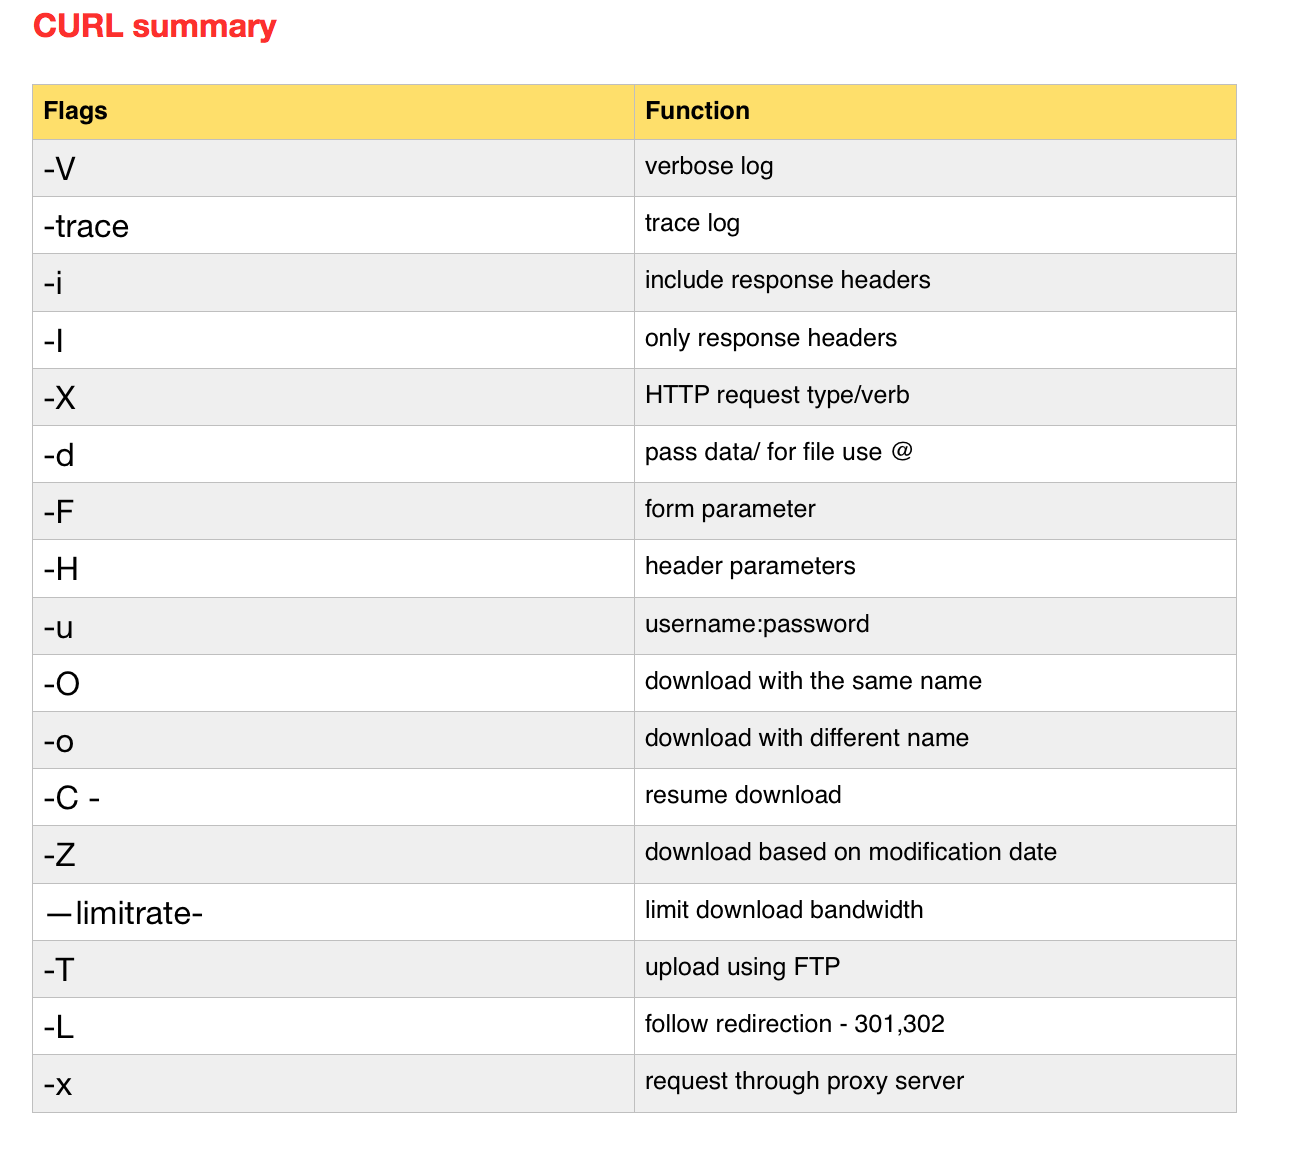 CURL summary
Flags Function
-V verbose log
-trace trace log
-i include response headers
-I only response headers
-X HTTP request type/verb
-d pass data/ for file use @
-F form parameter
-H header parameters
-u username:password
-O download with the same name
-o download with different name
-C - resume download
-Z download based on modification date
—limitrate- limit download bandwidth
-T upload using FTP
-L follow redirection - 301,302
-x request through proxy server